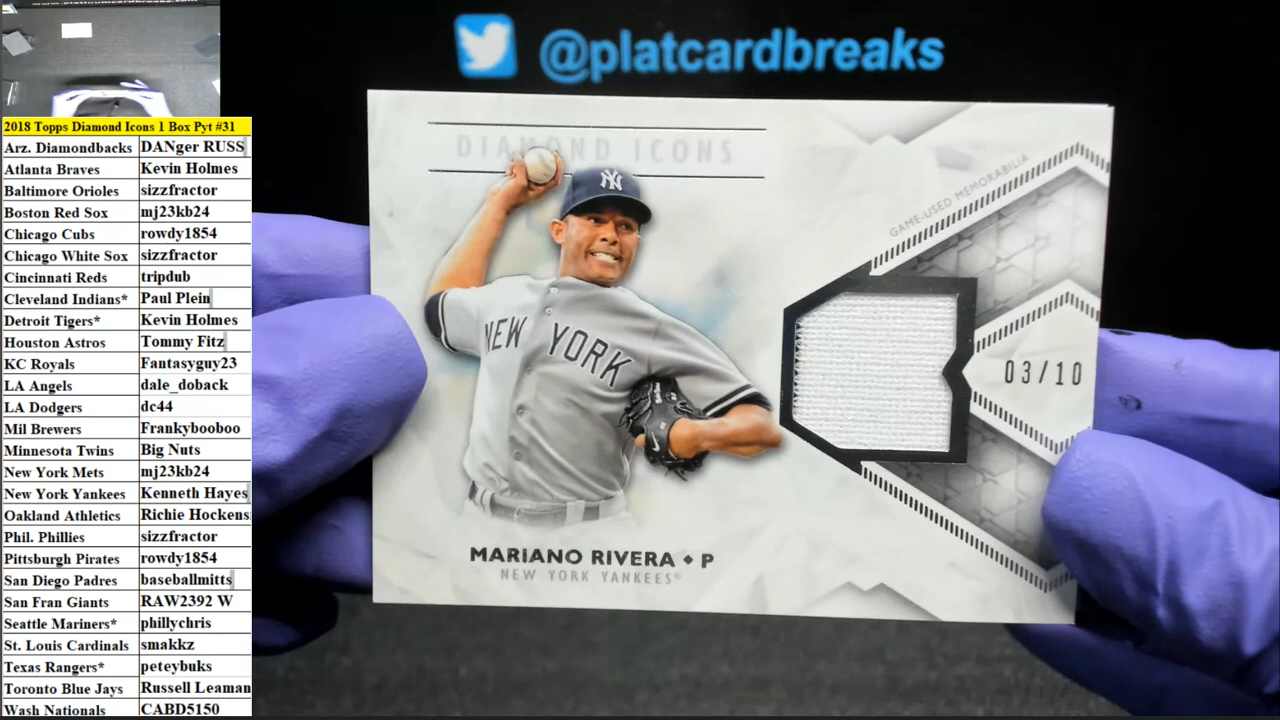 @platcardbreaks
2018 Topps Diamond Icons 1 Box Pyt #31
Arz. Diamondbacks DANger RUSS
Atlanta Braves Kevin Holmes
Baltimore Orioles sizzfractor
Boston Red Sox mj23kb24
Chicago Cubs rowdy1854
Chicago White Sox sizzfractor
Cincinnati Reds tripdub
Cleveland Indians* Paul Plein
Detroit Tigers* Kevin Holmes
Houston Astros Tommy Fitz
KC Royals Fantasyguy23
LA Angels dale_doback
LA Dodgers dc44
Mil Brewers Frankybooboo
Minnesota Twins Big Nuts
New York Mets mj23kb24
New York Yankees Kenneth Hayes
Oakland Athletics Richie Hockens
Phil. Phillies sizzfractor
Pittsburgh Pirates rowdy1854
San Diego Padres baseballmitts
San Fran Giants RAW2392 W
Seattle Mariners* phillychris
St. Louis Cardinals smakkz
Texas Rangers* peteybuks
Toronto Blue Jays Russell Leaman
Wash Nationals CABD5150
DIAMOND ICONS
GAME-USED MEMORABILIA
NY
NEW YORK
03/10
MARIANO RIVERA ◆ P
NEW YORK YANKEES®